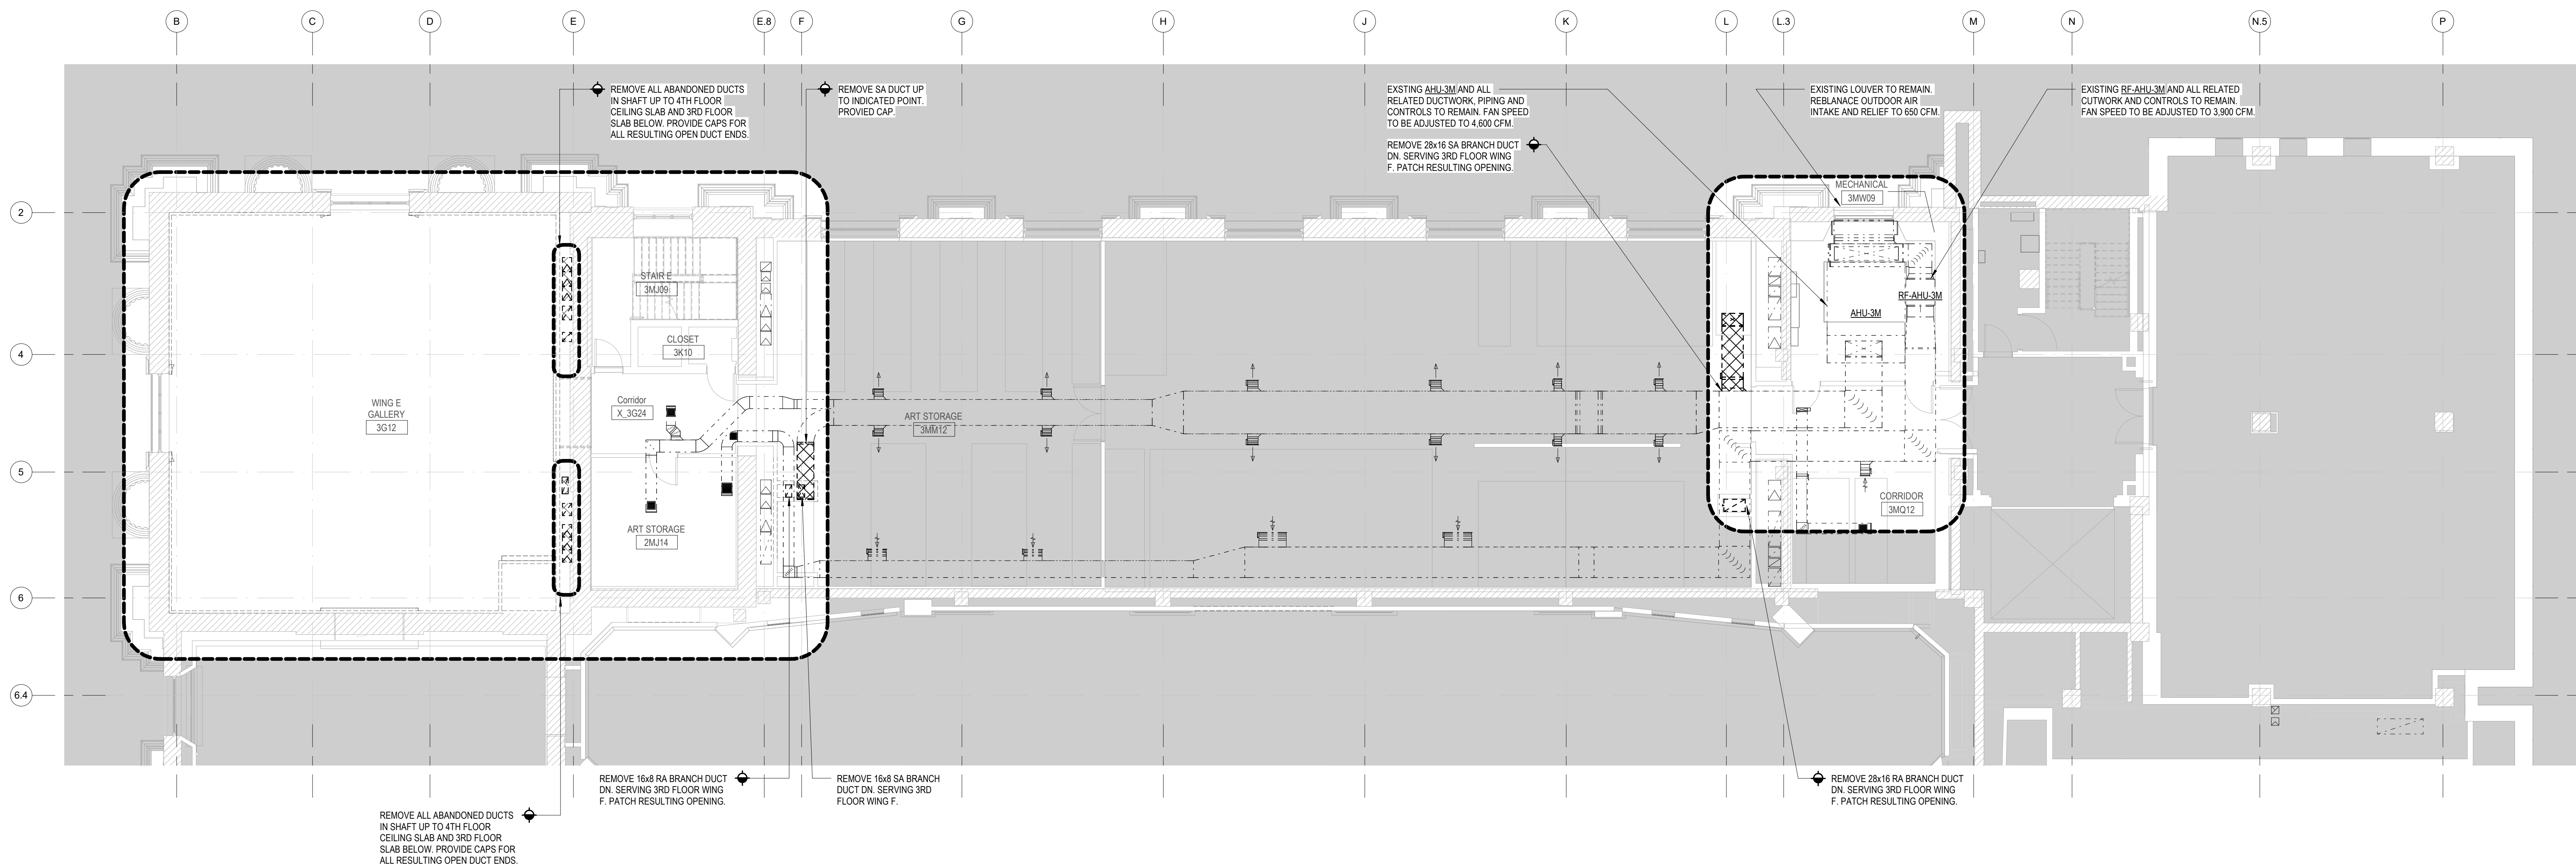 B
C
D
E
E.8
F
G
H
J
K
L
L.3
M
N
N.5
P
REMOVE ALL ABANDONED DUCTS
IN SHAFT UP TO 4TH FLOOR
CEILING SLAB AND 3RD FLOOR
SLAB BELOW. PROVIDE CAPS FOR
ALL RESULTING OPEN DUCT ENDS.
REMOVE SA DUCT UP
TO INDICATED POINT.
PROVIED CAP.
EXSTING AHU-3M AND ALL
RELATED DUCTWORK, PIPING AND
CONTROLS TO REMAIN. FAN SPEED
TO BE ADJUSTED TO 4,600 CFM.
REMOVE 28x16 SA BRANCH DUCT
DN. SERVING 3RD FLOOR WING
F. PATCH RESULTING OPENING.
EXISTING LOUVER TO REMAIN.
REBLANACE OUTDOOR AIR
INTAKE AND RELIEF TO 650 CFM.
EXISTING RF-AHU-3M AND ALL RELATED
CUTWORK AND CONTROLS TO REMAIN.
FAN SPEED TO BE ADJUSTED TO 3,900 CFM.
2
4
5
6
6.4
MECHANICAL
3MW09
STAIR E
3MJ09
RF-AHU-3M
AHU-3M
CLOSET
3K10
WING E
GALLERY
3G12
Corridor
X_3G24
ART STORAGE
3MM12
CORRIDOR
3MQ12
ART STORAGE
2MJ14
REMOVE 16x8 RA BRANCH DUCT
DN. SERVING 3RD FLOOR WING
F. PATCH RESULTING OPENING.
REMOVE 16x8 SA BRANCH
DUCT DN. SERVING 3RD
FLOOR WING F.
REMOVE 28x16 RA BRANCH DUCT
DN. SERVING 3RD FLOOR WING
F. PATCH RESULTING OPENING.
REMOVE ALL ABANDONED DUCTS
IN SHAFT UP TO 4TH FLOOR
CEILING SLAB AND 3RD FLOOR
SLAB BELOW. PROVIDE CAPS FOR
ALL RESULTING OPEN DUCT ENDS.